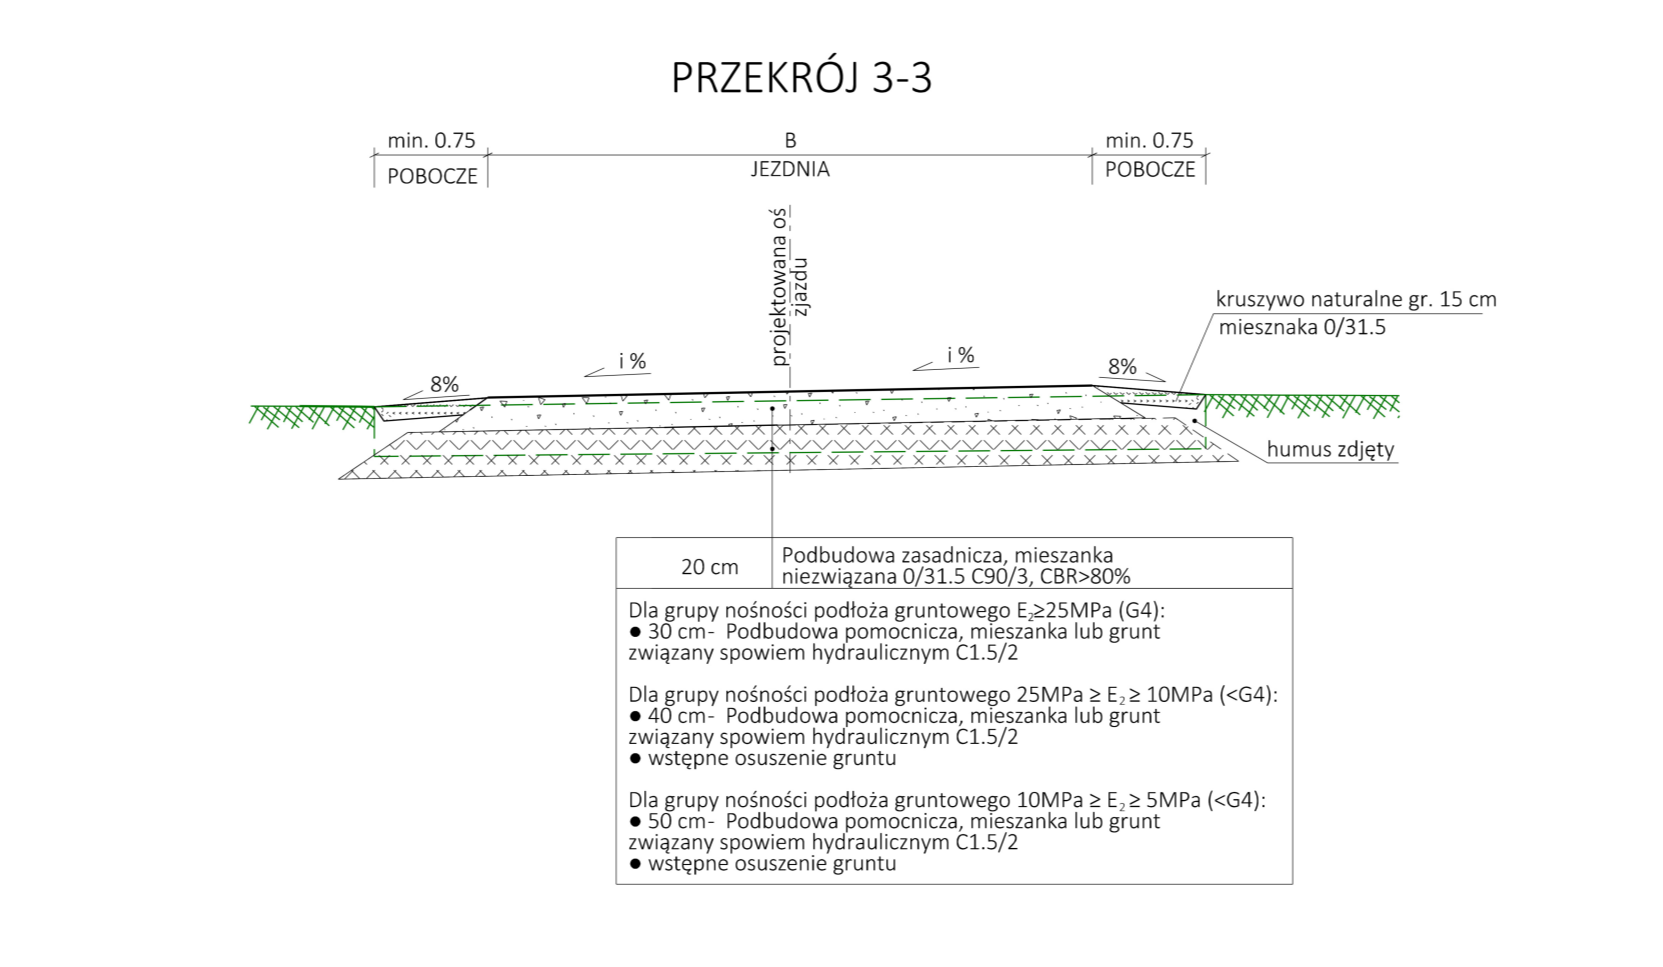 PRZEKRÓJ 3-3
min. 0.75
B
min. 0.75
POBOCZE
JEZDNIA
POBOCZE
projektowana oś
zjazdu
kruszywo naturalne gr. 15 cm
miesznaka 0/31.5
8%
i %
i %
8%
humus zdjęty
20 cm
Podbudowa zasadnicza, mieszanka
niezwiązana 0/31.5 C90/3, CBR>80%
Dla grupy nośności podłoża gruntowego E₂≥25MPa (G4):
● 30 cm- Podbudowa pomocnicza, mieszanka lub grunt
związany spowiem hydraulicznym C1.5/2
Dla grupy nośności podłoża gruntowego 25MPa ≥ E₂ ≥ 10MPa (<G4):
● 40 cm- Podbudowa pomocnicza, mieszanka lub grunt
związany spowiem hydraulicznym C1.5/2
● wstępne osuszenie gruntu
Dla grupy nośności podłoża gruntowego 10MPa ≥ E₂ ≥ 5MPa (<G4):
● 50 cm- Podbudowa pomocnicza, mieszanka lub grunt
związany spowiem hydraulicznym C1.5/2
● wstępne osuszenie gruntu